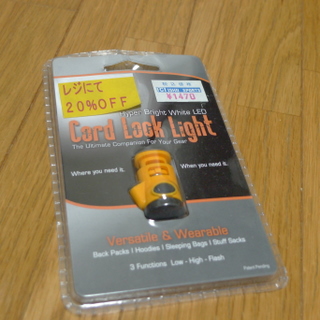 レジにて
20%OFF
¥1470
Hyper Bright White LED
Cord Lock Light
The Ultimate Companion For Your Gear
Where you need it.
When you need it.
Versatile & Wearable
Back Packs | Hoodies | Sleeping Bags | Stuff Sacks
3 Functions Low - High - Flash
Patent Pending